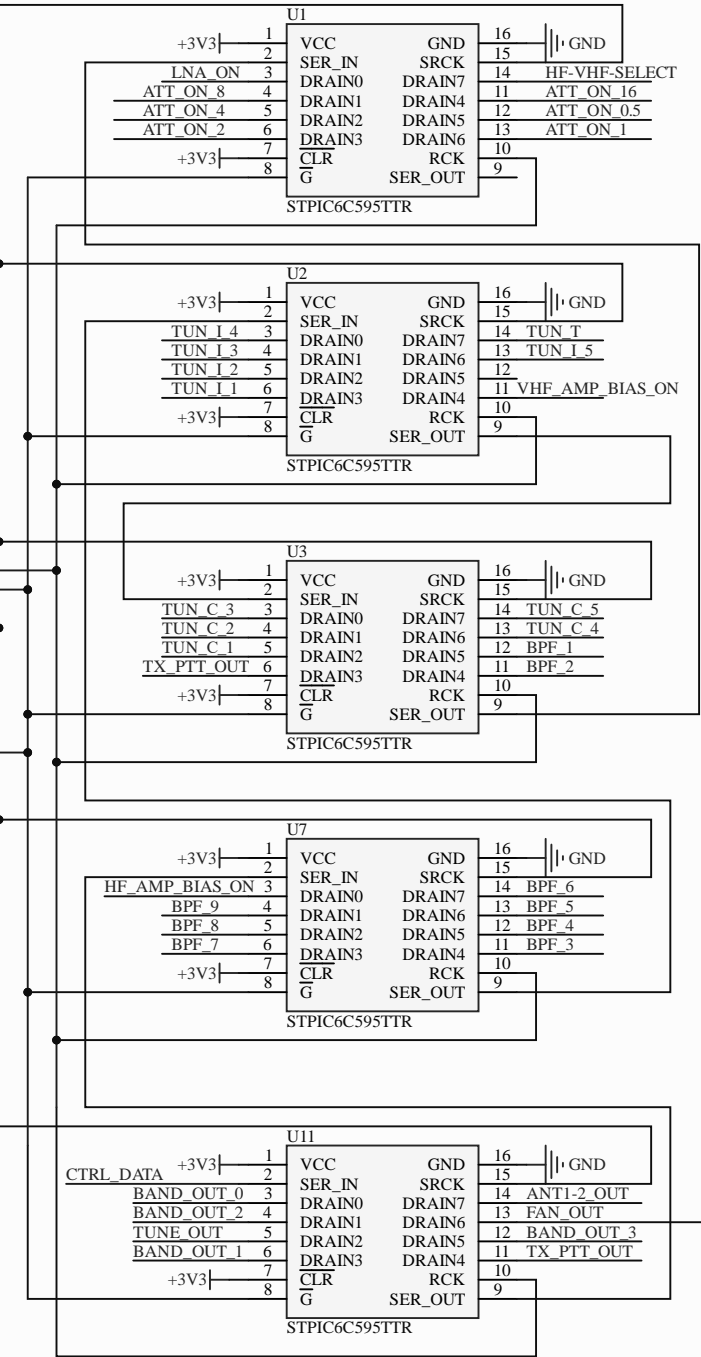 U1
+3V3 1 VCC GND 16 GND
2 SER_IN SRCK 15
LNA_ON 3 DRAIN0 DRAIN7 14 HF-VHF-SELECT
ATT_ON_8 4 DRAIN1 DRAIN4 11 ATT_ON_16
ATT_ON_4 5 DRAIN2 DRAIN5 12 ATT_ON_0.5
ATT_ON_2 6 DRAIN3 DRAIN6 13 ATT_ON_1
+3V3 7 CLR RCK 10
8 G SER_OUT 9
STPIC6C595TTR
U2
+3V3 1 VCC GND 16 GND
2 SER_IN SRCK 15
TUN_I_4 3 DRAIN0 DRAIN7 14 TUN_T
TUN_I_3 4 DRAIN1 DRAIN6 13 TUN_I_5
TUN_I_2 5 DRAIN2 DRAIN5 12
TUN_I_1 6 DRAIN3 DRAIN4 11 VHF_AMP_BIAS_ON
+3V3 7 CLR RCK 10
8 G SER_OUT 9
STPIC6C595TTR
U3
+3V3 1 VCC GND 16 GND
2 SER_IN SRCK 15
TUN_C_3 3 DRAIN0 DRAIN7 14 TUN_C_5
TUN_C_2 4 DRAIN1 DRAIN6 13 TUN_C_4
TUN_C_1 5 DRAIN2 DRAIN5 12 BPF_1
TX_PTT_OUT 6 DRAIN3 DRAIN4 11 BPF_2
+3V3 7 CLR RCK 10
8 G SER_OUT 9
STPIC6C595TTR
U7
+3V3 1 VCC GND 16 GND
2 SER_IN SRCK 15
HF_AMP_BIAS_ON 3 DRAIN0 DRAIN7 14 BPF_6
BPF_9 4 DRAIN1 DRAIN6 13 BPF_5
BPF_8 5 DRAIN2 DRAIN5 12 BPF_4
BPF_7 6 DRAIN3 DRAIN4 11 BPF_3
+3V3 7 CLR RCK 10
8 G SER_OUT 9
STPIC6C595TTR
U11
+3V3 1 VCC GND 16 GND
CTRL_DATA 2 SER_IN SRCK 15
BAND_OUT_0 3 DRAIN0 DRAIN7 14 ANT1-2_OUT
BAND_OUT_2 4 DRAIN1 DRAIN6 13 FAN_OUT
TUNE_OUT 5 DRAIN2 DRAIN5 12 BAND_OUT_3
BAND_OUT_1 6 DRAIN3 DRAIN4 11 TX_PTT_OUT
+3V3 7 CLR RCK 10
8 G SER_OUT 9
STPIC6C595TTR